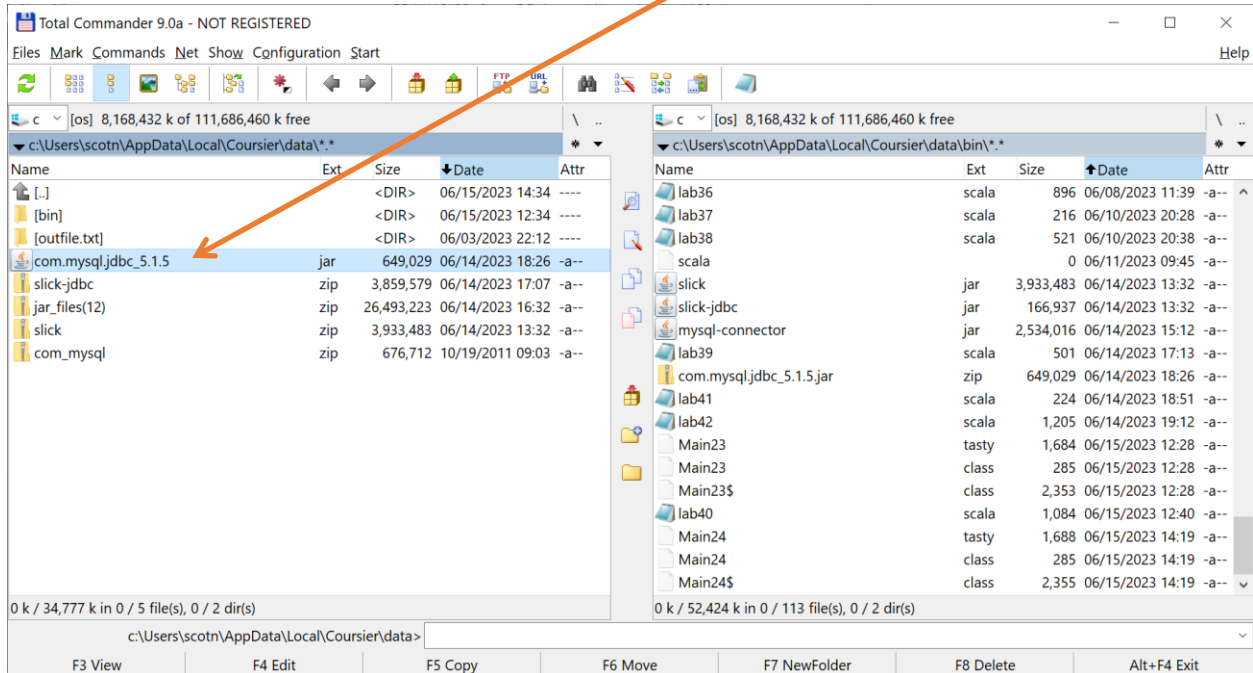 Total Commander 9.0a - NOT REGISTERED
Files Mark Commands Net Show Configuration Start Help
FTP URL
c [os] 8,168,432 k of 111,686,460 k free \ ..
c:\Users\scotn\AppData\Local\Coursier\data\*.* * 
Name Ext Size Date Attr
[..] <DIR> 06/15/2023 14:34 ----
[bin] <DIR> 06/15/2023 12:34 ----
[outfile.txt] <DIR> 06/03/2023 22:12 ----
com.mysql.jdbc_5.1.5 jar 649,029 06/14/2023 18:26 -a--
slick-jdbc zip 3,859,579 06/14/2023 17:07 -a--
jar_files(12) zip 26,493,223 06/14/2023 16:32 -a--
slick zip 3,933,483 06/14/2023 13:32 -a--
com_mysql zip 676,712 10/19/2011 09:03 -a--
0 k / 34,777 k in 0 / 5 file(s), 0 / 2 dir(s)
c [os] 8,168,432 k of 111,686,460 k free \ ..
c:\Users\scotn\AppData\Local\Coursier\data\bin\*.* *
Name Ext Size Date Attr
lab36 scala 896 06/08/2023 11:39 -a--
lab37 scala 216 06/10/2023 20:28 -a--
lab38 scala 521 06/10/2023 20:38 -a--
scala 0 06/11/2023 09:45 -a--
slick jar 3,933,483 06/14/2023 13:32 -a--
slick-jdbc jar 166,937 06/14/2023 13:32 -a--
mysql-connector jar 2,534,016 06/14/2023 15:12 -a--
lab39 scala 501 06/14/2023 17:13 -a--
com.mysql.jdbc_5.1.5.jar zip 649,029 06/14/2023 18:26 -a--
lab41 scala 224 06/14/2023 18:51 -a--
lab42 scala 1,205 06/14/2023 19:12 -a--
Main23 tasty 1,684 06/15/2023 12:28 -a--
Main23 class 285 06/15/2023 12:28 -a--
Main23$ class 2,353 06/15/2023 12:28 -a--
lab40 scala 1,084 06/15/2023 12:40 -a--
Main24 tasty 1,688 06/15/2023 14:19 -a--
Main24 class 285 06/15/2023 14:19 -a--
Main24$ class 2,355 06/15/2023 14:19 -a--
0 k / 52,424 k in 0 / 113 file(s), 0 / 2 dir(s)
c:\Users\scotn\AppData\Local\Coursier\data>
F3 View F4 Edit F5 Copy F6 Move F7 NewFolder F8 Delete Alt+F4 Exit